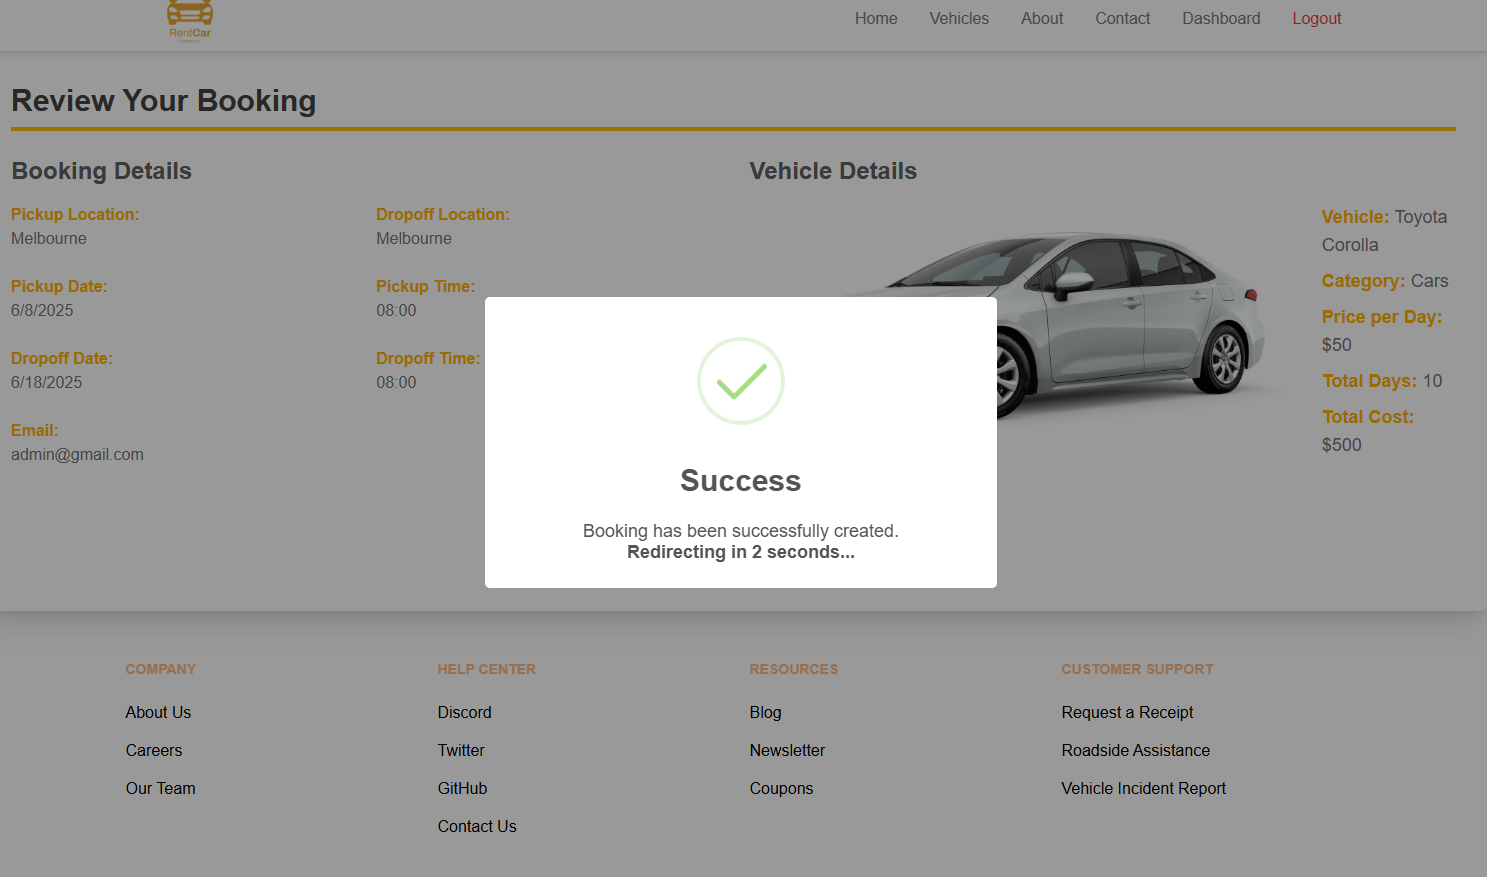 RentCar
Home
Vehicles
About
Contact
Dashboard
Logout
Review Your Booking
Booking Details
Pickup Location:
Melbourne
Dropoff Location:
Melbourne
Pickup Date:
6/8/2025
Pickup Time:
08:00
Dropoff Date:
6/18/2025
Dropoff Time:
08:00
Email:
admin@gmail.com
Vehicle Details
Vehicle: Toyota
Corolla
Category: Cars
Price per Day:
$50
Total Days: 10
Total Cost:
$500
Success
Booking has been successfully created.
Redirecting in 2 seconds...
COMPANY
About Us
Careers
Our Team
HELP CENTER
Discord
Twitter
GitHub
Contact Us
RESOURCES
Blog
Newsletter
Coupons
CUSTOMER SUPPORT
Request a Receipt
Roadside Assistance
Vehicle Incident Report